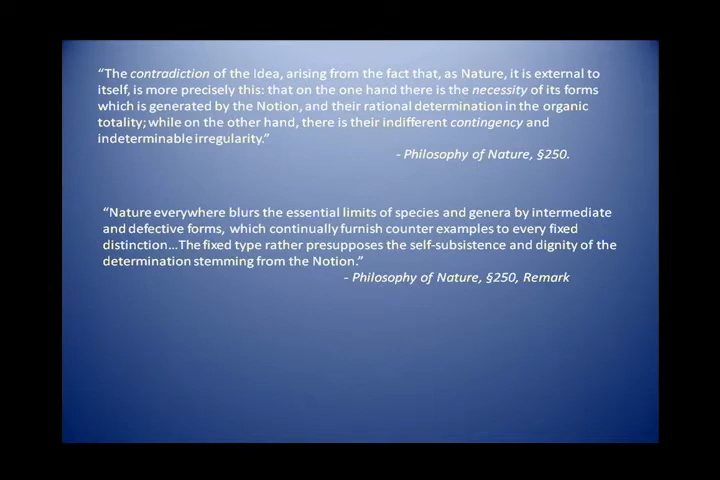 “The contradiction of the Idea, arising from the fact that, as Nature, it is external to
itself, is more precisely this: that on the one hand there is the necessity of its forms
which is generated by the Notion, and their rational determination in the organic
totality; while on the other hand, there is their indifferent contingency and
indeterminable irregularity.”
- Philosophy of Nature, §250.
“Nature everywhere blurs the essential limits of species and genera by intermediate
and defective forms, which continually furnish counter examples to every fixed
distinction…The fixed type rather presupposes the self-subsistence and dignity of the
determination stemming from the Notion.”
- Philosophy of Nature, §250, Remark